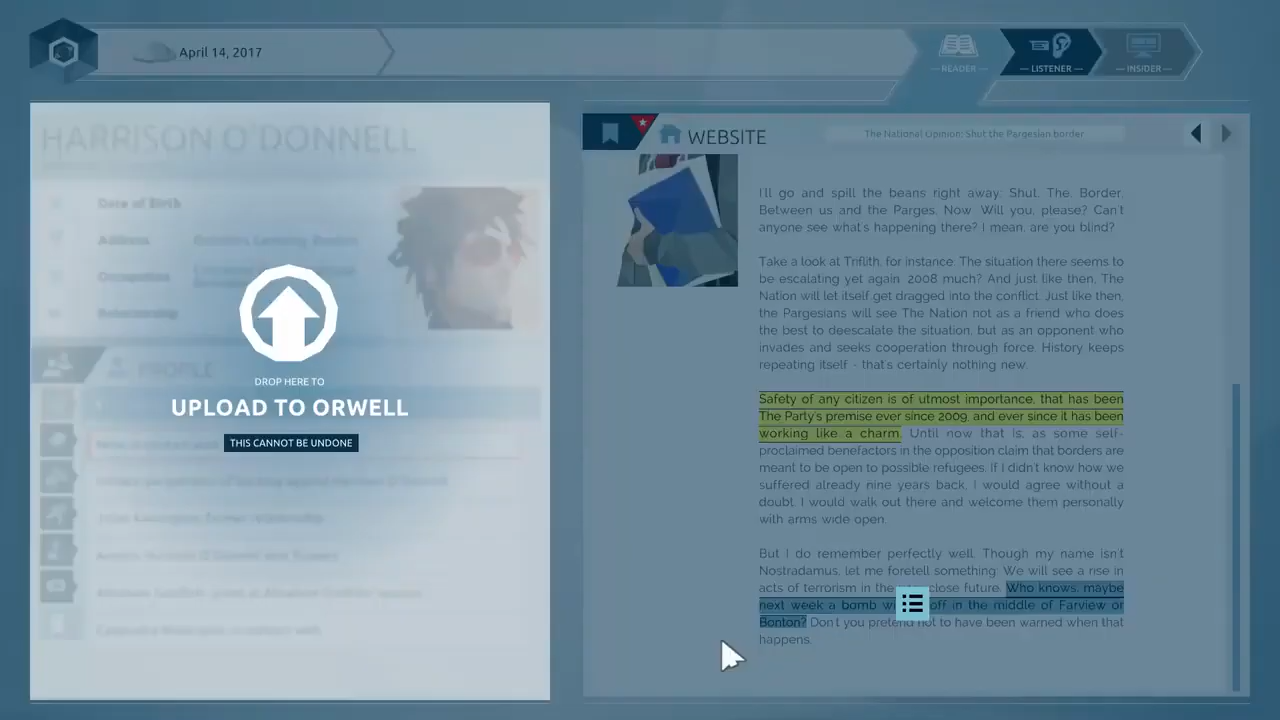 April 14, 2017
— READER —
— LISTENER —
— INSIDER —
HARRISON O'DONNELL
Date of Birth
Address
Occupation
Relationship
PROFILE
DROP HERE TO
UPLOAD TO ORWELL
THIS CANNOT BE UNDONE
WEBSITE
The National Opinion: Shut the Pargesian border
I'll go and spill the beans right away: Shut. The. Border.
Between us and the Parges. Now. Will you, please? Can't
anyone see what's happening there? I mean, are you blind?
Take a look at Triflith, for instance. The situation there seems to
be escalating yet again. 2008 much? And just like then, The
Nation will let itself get dragged into the conflict. Just like then,
the Pargesians will see The Nation not as a friend who does
the best to deescalate the situation, but as an opponent who
invades and seeks cooperation through force. History keeps
repeating itself - that's certainly nothing new.
Safety of any citizen is of utmost importance, that has been
The Party's premise ever since 2009, and ever since it has been
working like a charm. Until now that is, as some self-
proclaimed benefactors in the opposition claim that borders are
meant to be open to possible refugees. If I didn't know how we
suffered already nine years back, I would agree without a
doubt. I would walk out there and welcome them personally
with arms wide open.
But I do remember perfectly well. Though my name isn't
Nostradamus, let me foretell something: We will see a rise in
acts of terrorism in the close future. Who knows, maybe
next week a bomb off in the middle of Farview or
Bonton? Don't you pretend not to have been warned when that
happens.